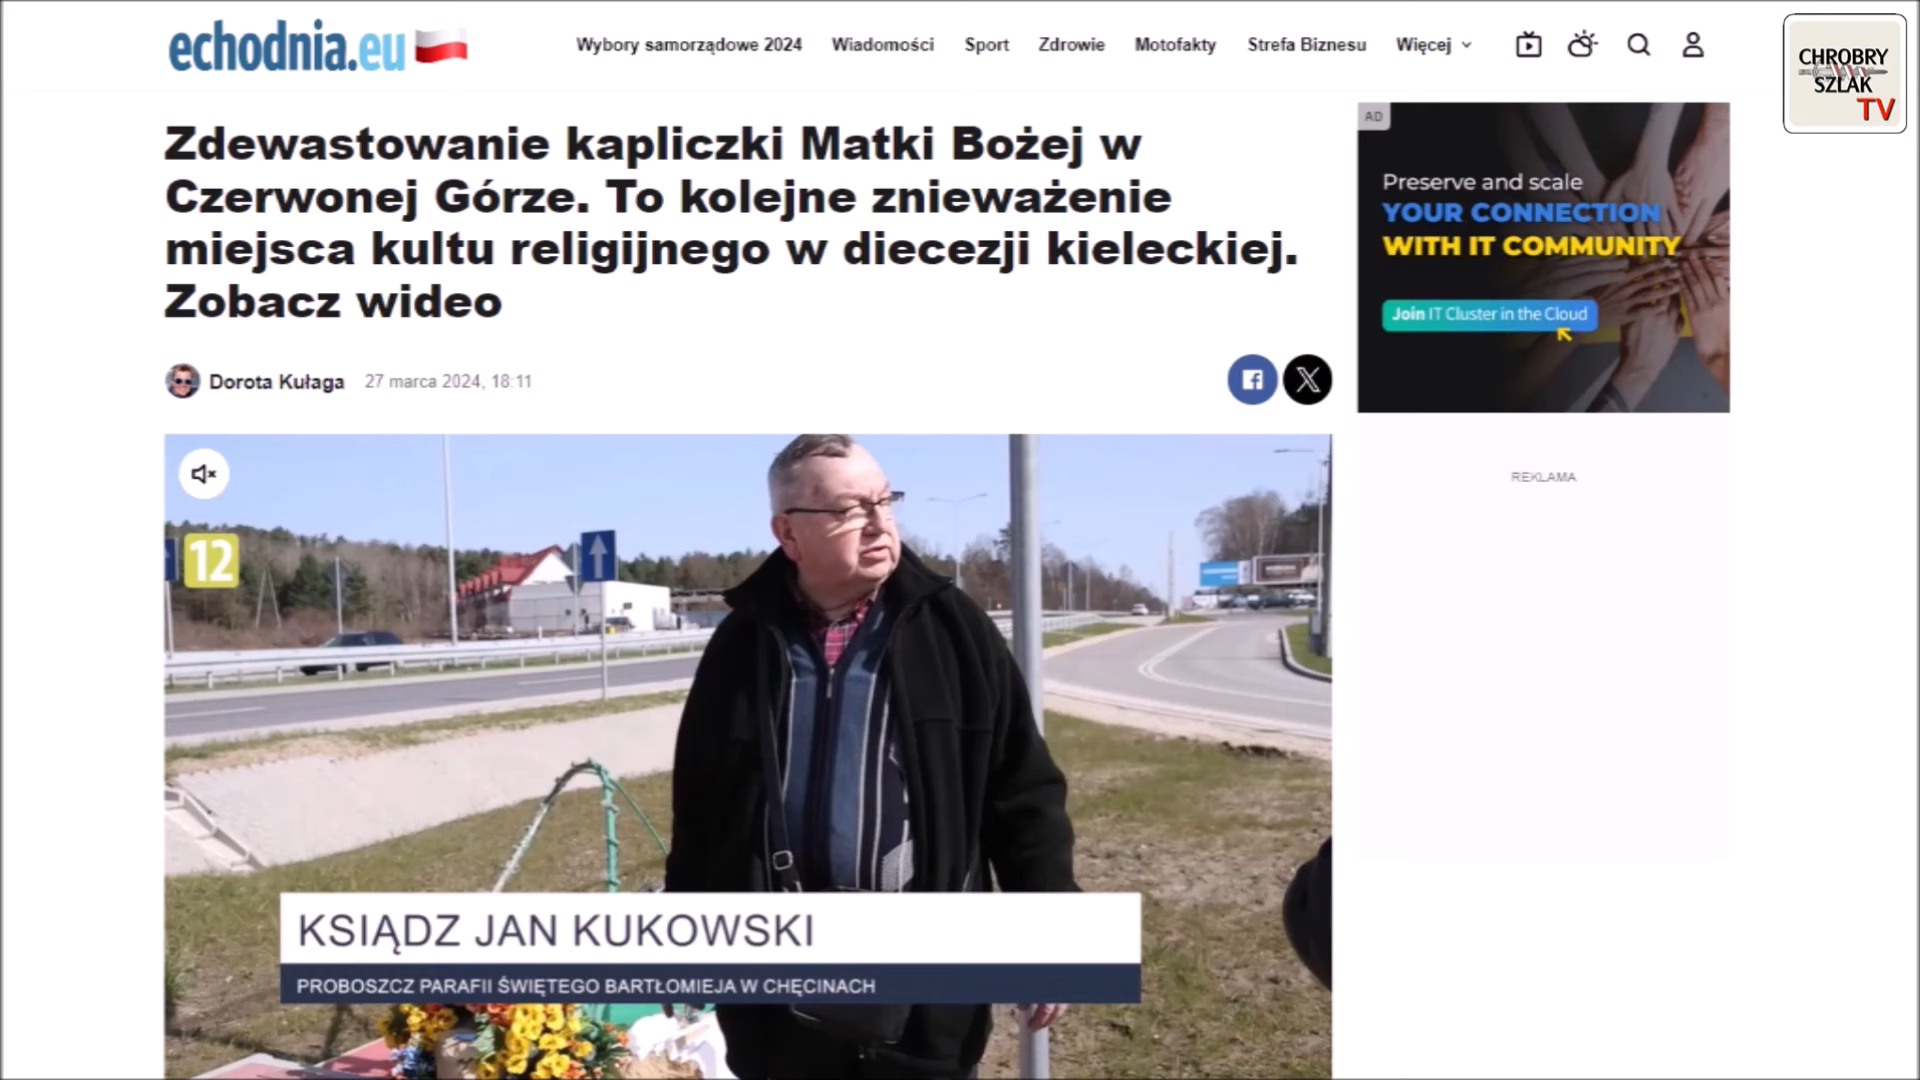 echodnia.eu
Wybory samorządowe 2024 Wiadomości Sport Zdrowie Motofakty Strefa Biznesu Więcej
CHROBRY
SZLAK
TV
Zdewastowanie kapliczki Matki Bożej w
Czerwonej Górze. To kolejne znieważenie
miejsca kultu religijnego w diecezji kieleckiej.
Zobacz wideo
AD
Preserve and scale
YOUR CONNECTION
WITH IT COMMUNITY
Join IT Cluster in the Cloud
Dorota Kułaga 27 marca 2024, 18:11
REKLAMA
12
KSIĄDZ JAN KUKOWSKI
PROBOSZCZ PARAFII ŚWIĘTEGO BARTŁOMIEJA W CHĘCINACH